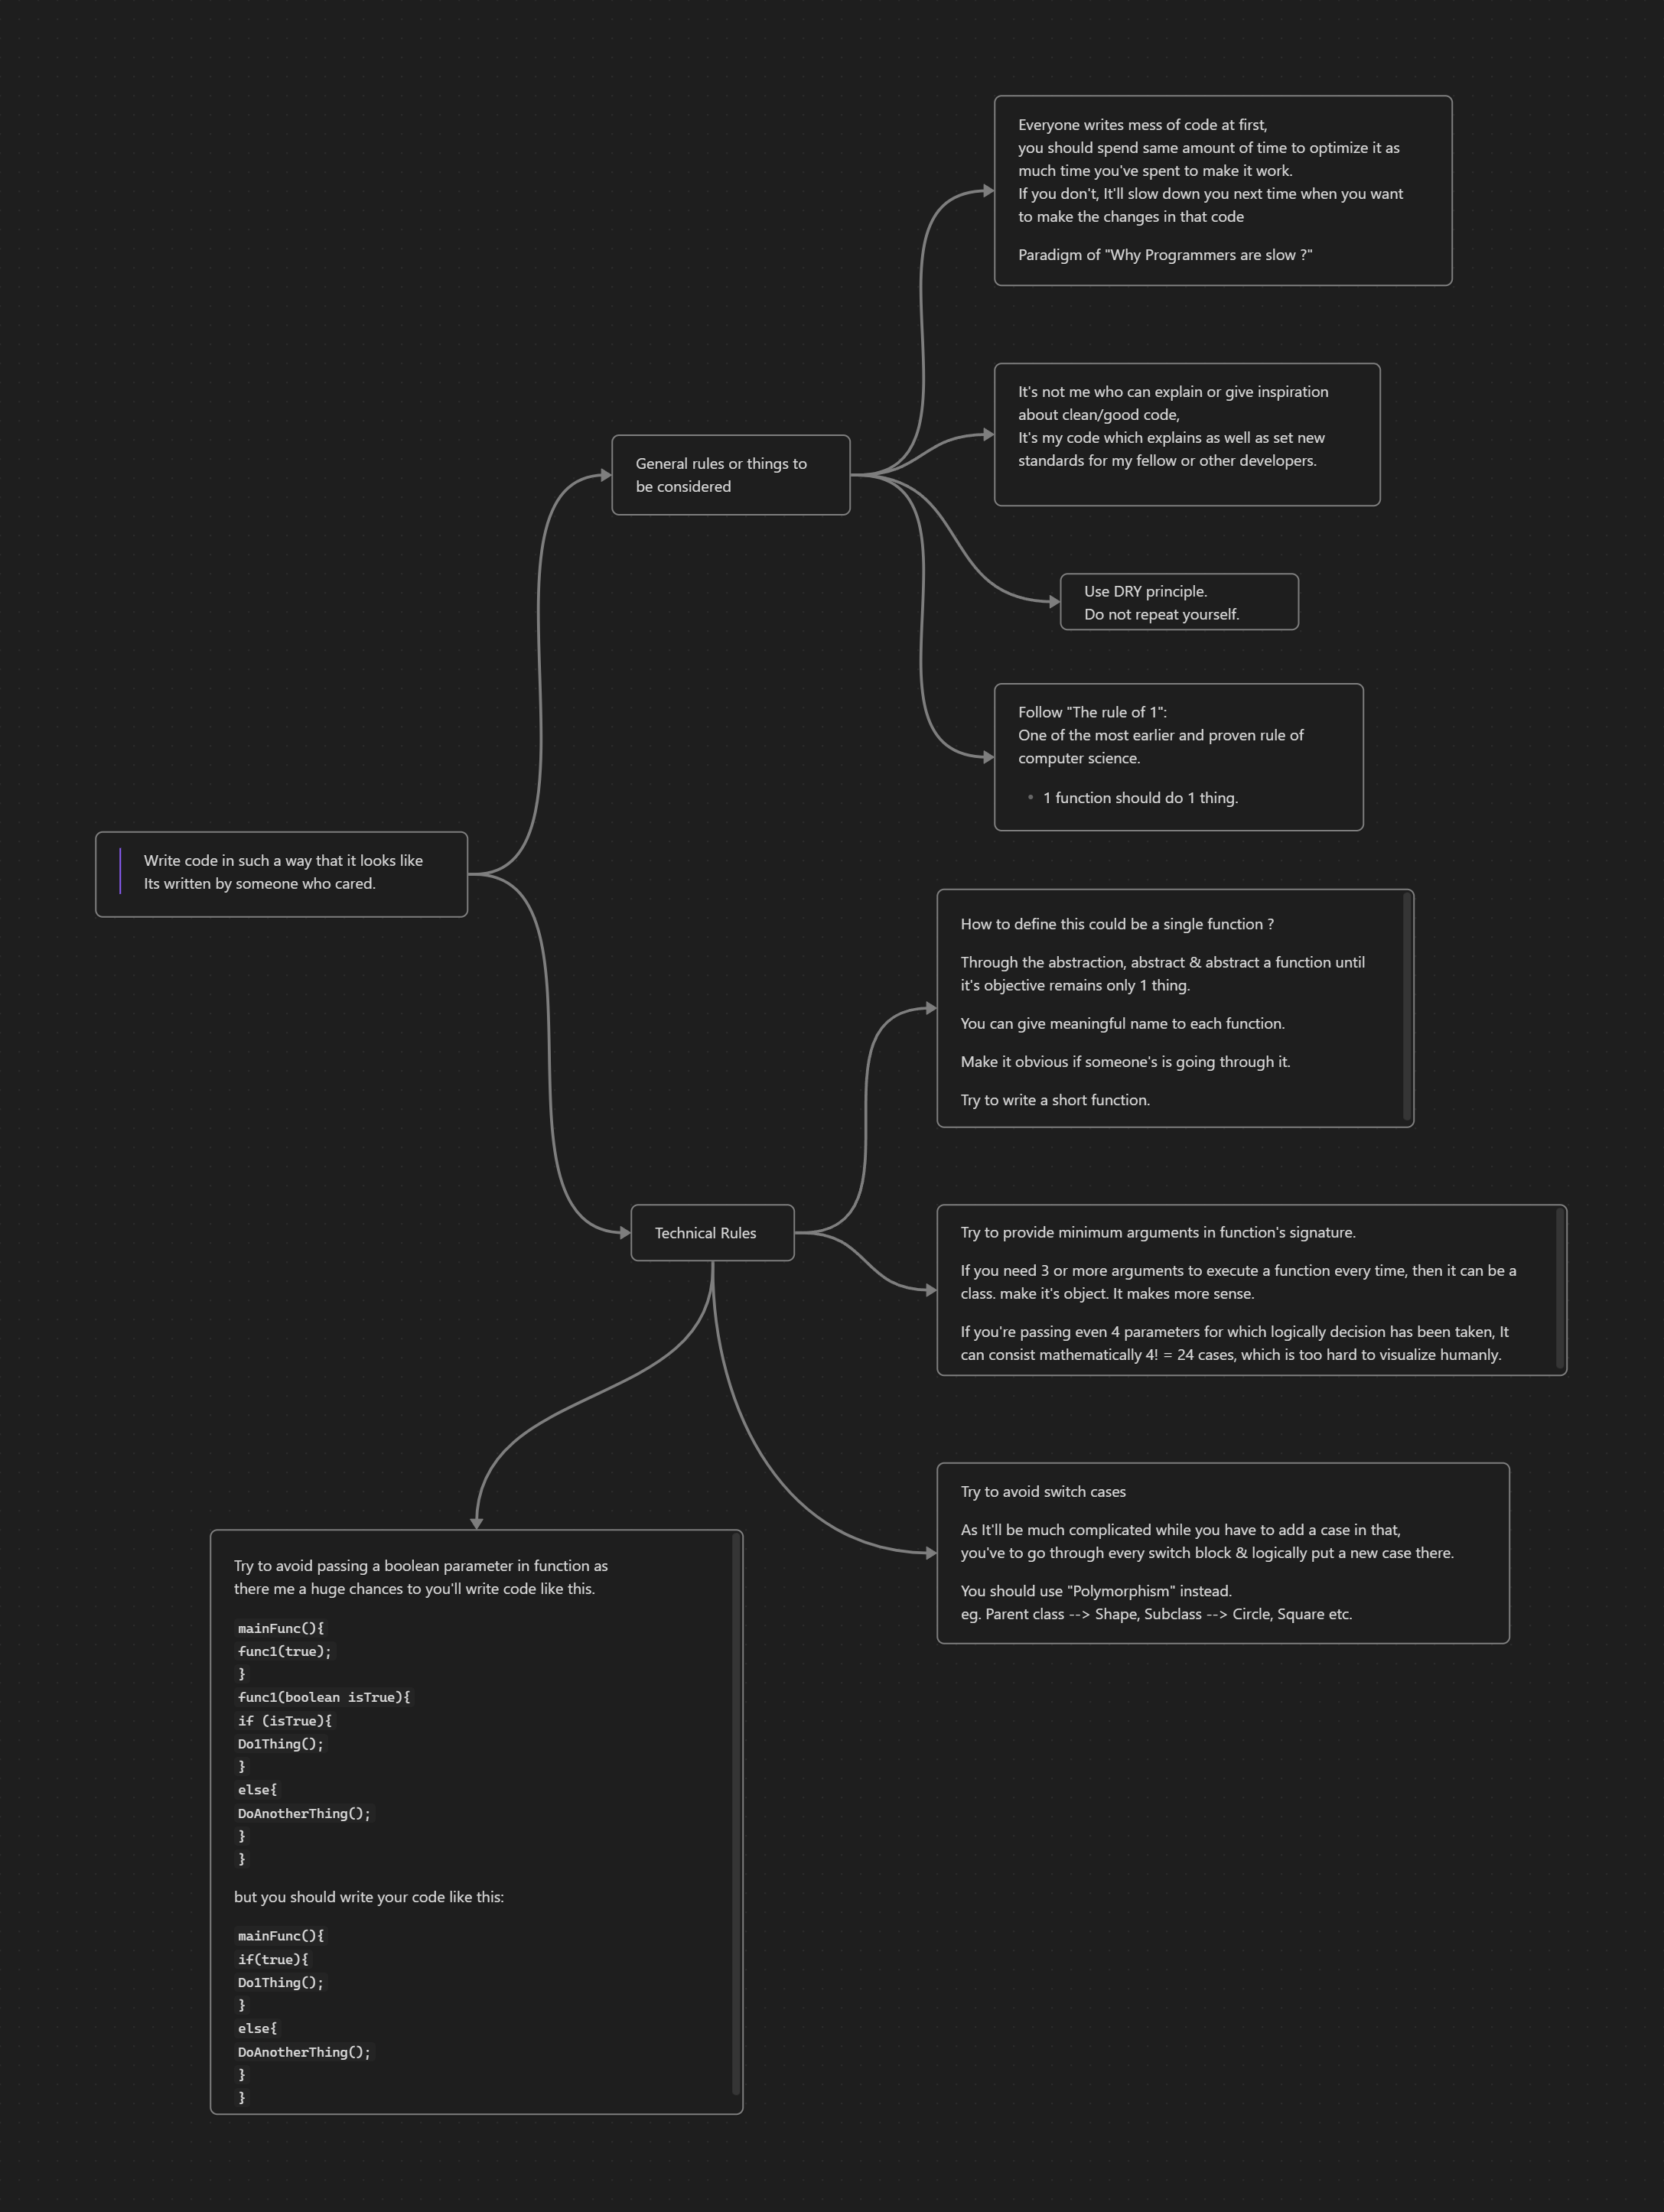 Everyone writes mess of code at first,
you should spend same amount of time to optimize it as
much time you've spent to make it work.
If you don't, It'll slow down you next time when you want
to make the changes in that code
Paradigm of "Why Programmers are slow ?"
It's not me who can explain or give inspiration
about clean/good code,
It's my code which explains as well as set new
standards for my fellow or other developers.
General rules or things to
be considered
Use DRY principle.
Do not repeat yourself.
Follow "The rule of 1":
One of the most earlier and proven rule of
computer science.
• 1 function should do 1 thing.
Write code in such a way that it looks like
Its written by someone who cared.
How to define this could be a single function ?
Through the abstraction, abstract & abstract a function until
it's objective remains only 1 thing.
You can give meaningful name to each function.
Make it obvious if someone's is going through it.
Try to write a short function.
Technical Rules
Try to provide minimum arguments in function's signature.
If you need 3 or more arguments to execute a function every time, then it can be a
class. make it's object. It makes more sense.
If you're passing even 4 parameters for which logically decision has been taken, It
can consist mathematically 4! = 24 cases, which is too hard to visualize humanly.
Try to avoid switch cases
As It'll be much complicated while you have to add a case in that,
you've to go through every switch block & logically put a new case there.
You should use "Polymorphism" instead.
eg. Parent class --> Shape, Subclass --> Circle, Square etc.
Try to avoid passing a boolean parameter in function as
there me a huge chances to you'll write code like this.
mainFunc(){
func1(true);
}
func1(boolean isTrue){
if (isTrue){
Do1Thing();
}
else{
DoAnotherThing();
}
}
but you should write your code like this:
mainFunc(){
if(true){
Do1Thing();
}
else{
DoAnotherThing();
}
}